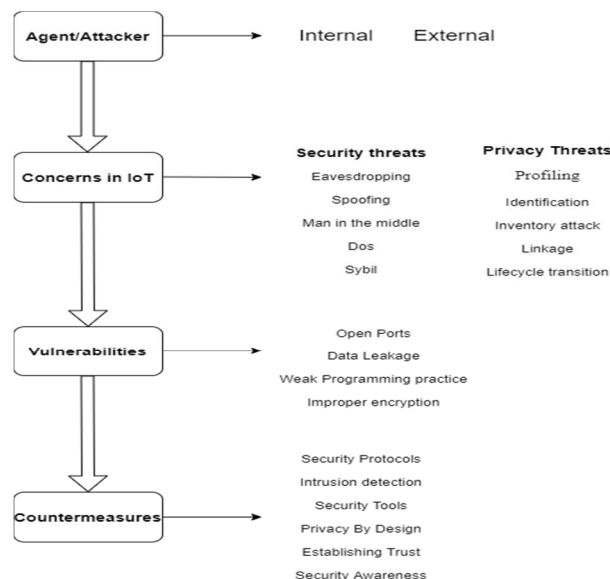 Agent/Attacker
Internal External
Concerns in IoT
Security threats
Eavesdropping
Spoofing
Man in the middle
Dos
Sybil
Privacy Threats
Profiling
Identification
Inventory attack
Linkage
Lifecycle transition
Vulnerabilities
Open Ports
Data Leakage
Weak Programming practice
Improper encryption
Countermeasures
Security Protocols
Intrusion detection
Security Tools
Privacy By Design
Establishing Trust
Security Awareness